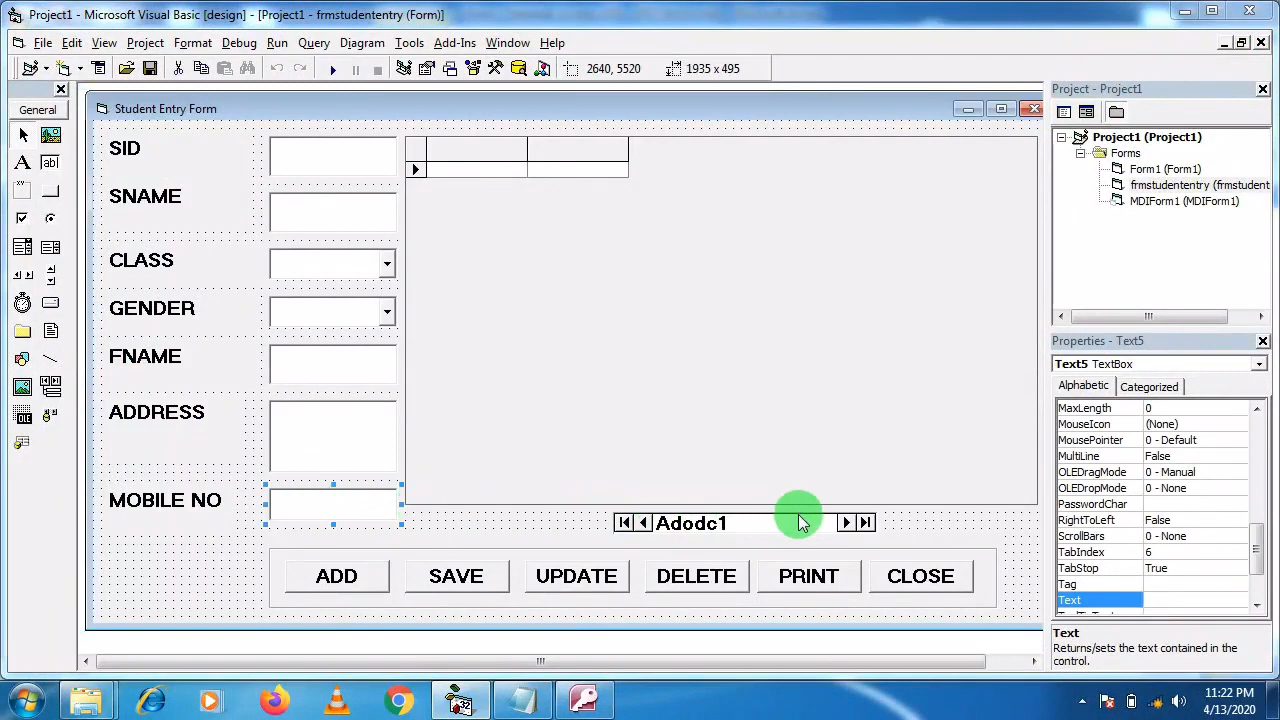 Project1 - Microsoft Visual Basic [design] - [Project1 - frmstudententry (Form)]
File Edit View Project Format Debug Run Query Diagram Tools Add-Ins Window Help
2640, 5520 1935 x 495
General
Student Entry Form
SID
SNAME
CLASS
GENDER
FNAME
ADDRESS
MOBILE NO
Adodc1
ADD SAVE UPDATE DELETE PRINT CLOSE
Project - Project1
Project1 (Project1)
Forms
Form1 (Form1)
frmstudententry (frmstudent
MDIForm1 (MDIForm1)
Properties - Text5
Text5 TextBox
Alphabetic Categorized
MaxLength 0
MouseIcon (None)
MousePointer 0 - Default
MultiLine False
OLEDragMode 0 - Manual
OLEDropMode 0 - None
PasswordChar
RightToLeft False
ScrollBars 0 - None
TabIndex 6
TabStop True
Tag
Text
Text
Returns/sets the text contained in the
control.
11:22 PM
4/13/2020